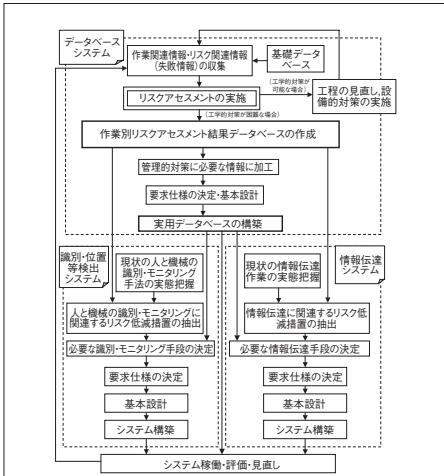 データベース
システム
作業関連情報・リスク関連情報
(失敗情報)の収集
基礎データ
ベース
(工学的対策が
可能な場合)
リスクアセスメントの実施
工程の見直し,設
備的対策の実施
(工学的対策が困難な場合)
作業別リスクアセスメント結果データベースの作成
管理的対策に必要な情報に加工
要求仕様の決定・基本設計
実用データベースの構築
識別・位置
等検出
システム
現状の人と機械の
識別・モニタリング
手法の実態把握
現状の情報伝達
作業の実態把握
情報伝達
システム
人と機械の識別・モニタリングに
関連するリスク低減措置の抽出
情報伝達に関連するリスク低
減措置の抽出
必要な識別・モニタリング手段の決定
必要な情報伝達手段の決定
要求仕様の決定
要求仕様の決定
基本設計
基本設計
システム構築
システム構築
システム稼働・評価・見直し